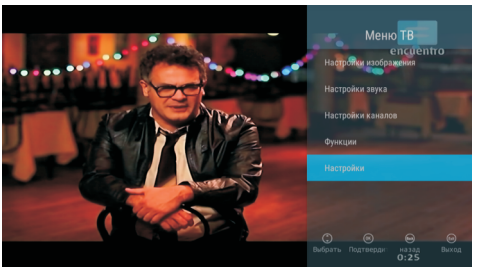 Меню ТВ
encuentro
Настройки изображения
Настройки звука
Настройки каналов
Функции
Настройки
Выбрать Подтверди назад Выход
0:25